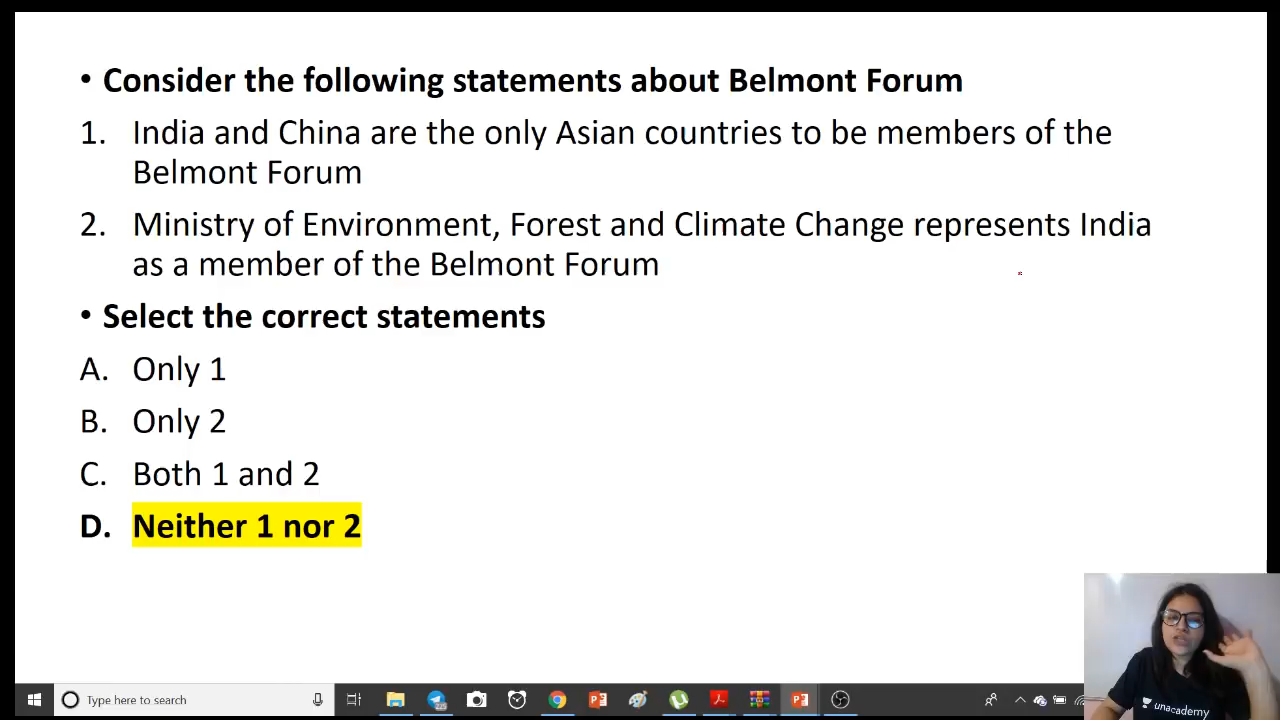 • Consider the following statements about Belmont Forum
1. India and China are the only Asian countries to be members of the
Belmont Forum
2. Ministry of Environment, Forest and Climate Change represents India
as a member of the Belmont Forum
• Select the correct statements
A. Only 1
B. Only 2
C. Both 1 and 2
D. Neither 1 nor 2
unacademy
Type here to search
225